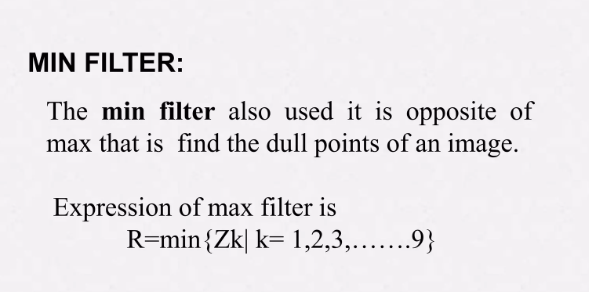 MIN FILTER:
The min filter also used it is opposite of
max that is find the dull points of an image.
Expression of max filter is
R=min{Zk| k= 1,2,3,.......9}